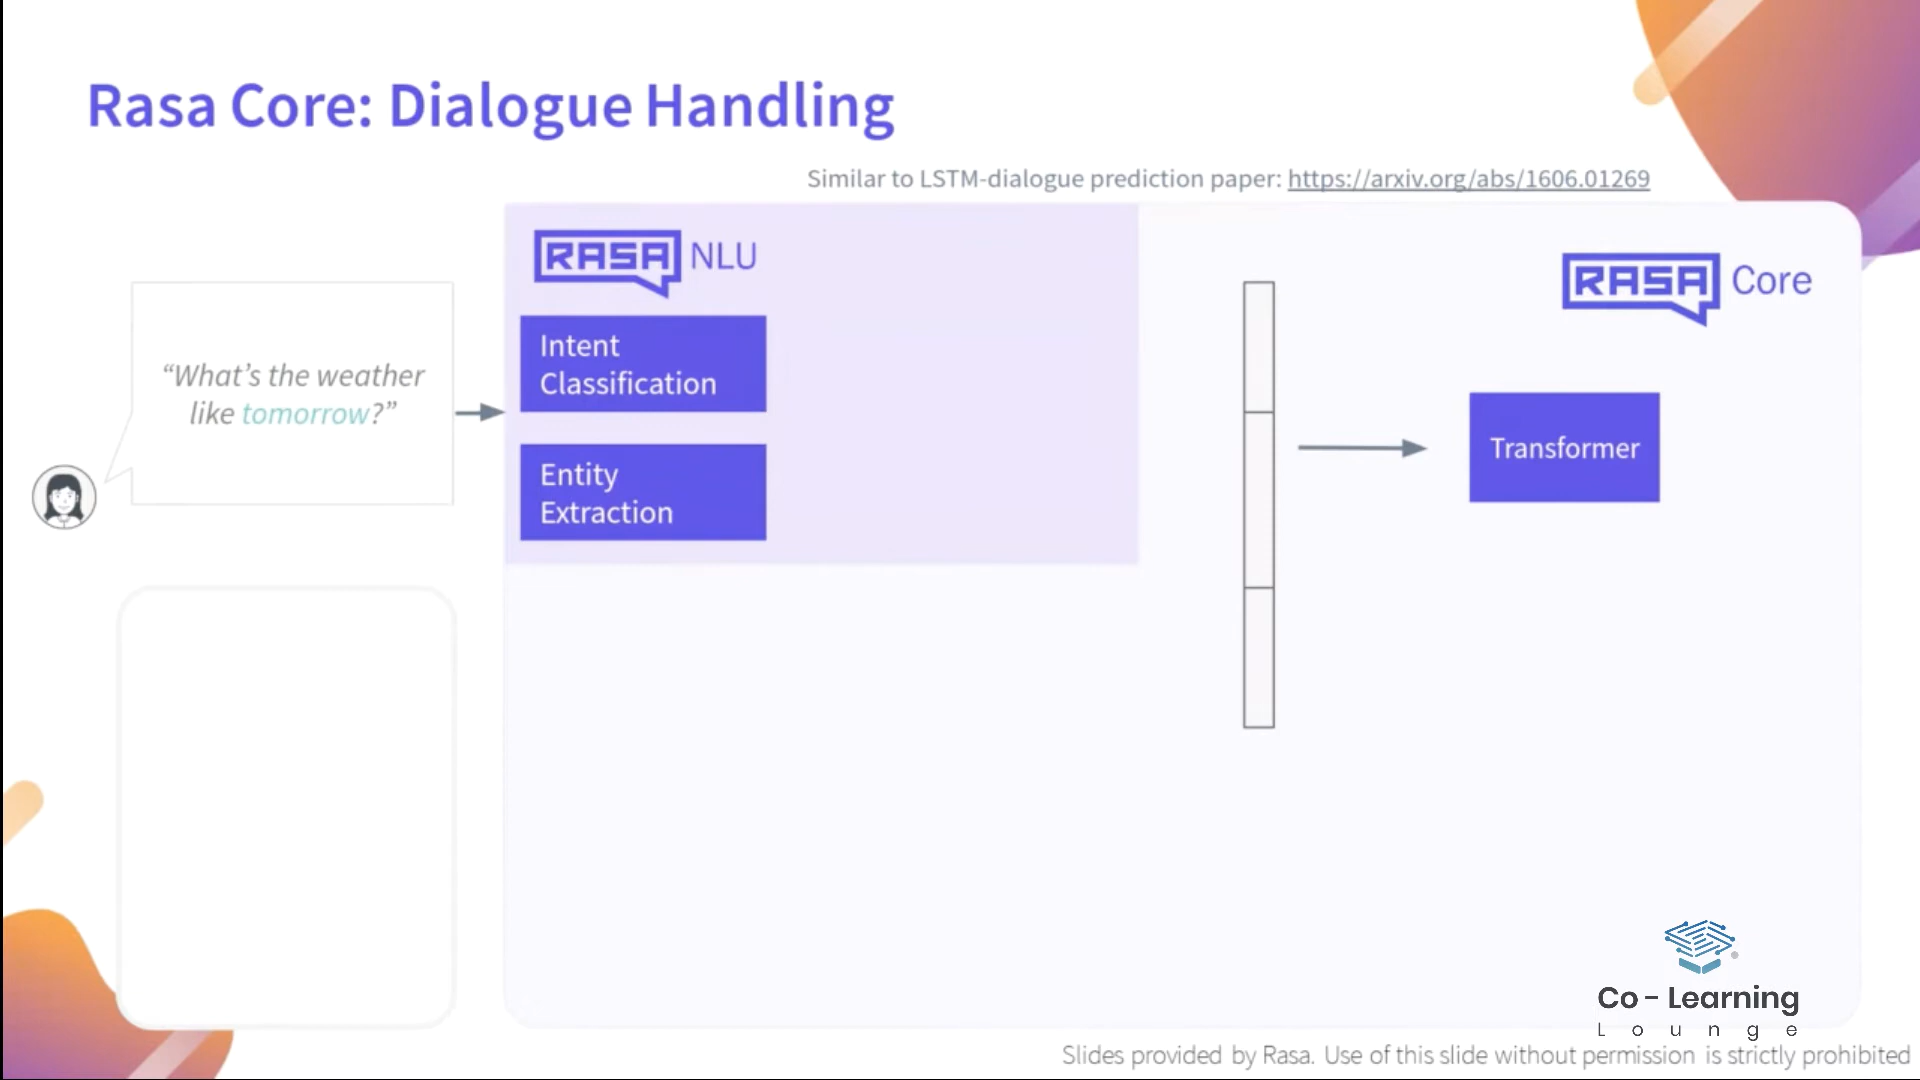 Rasa Core: Dialogue Handling
Similar to LSTM-dialogue prediction paper: https://arxiv.org/abs/1606.01269
RASA NLU
RASA Core
Intent
Classification
“What’s the weather
like tomorrow?”
Transformer
Entity
Extraction
Co - Learning
Lounge
Slides provided by Rasa. Use of this slide without permission is strictly prohibited